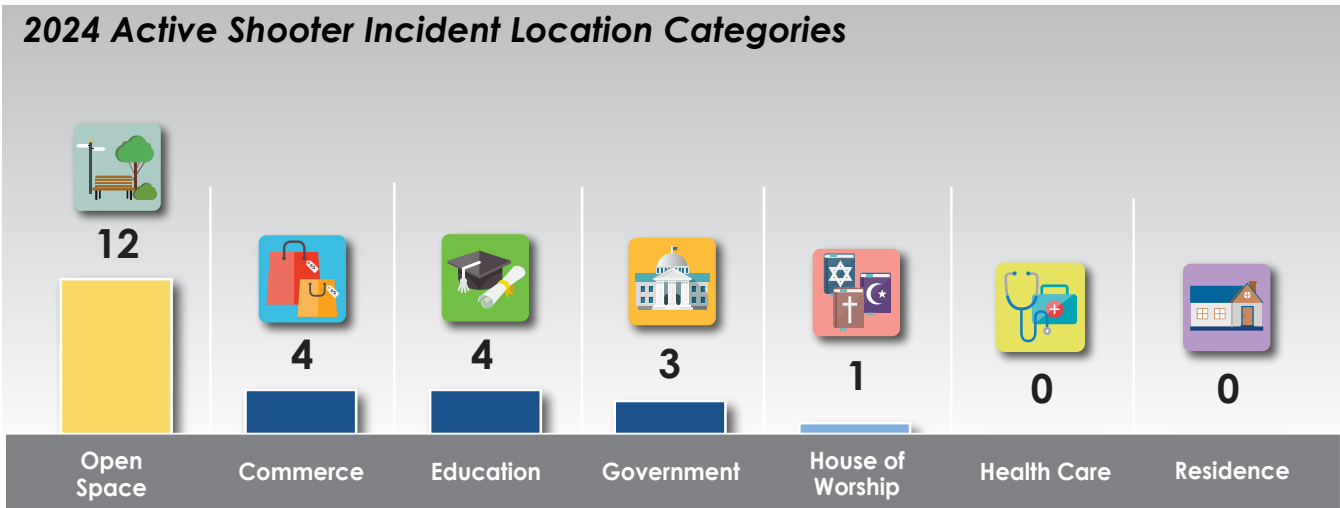 2024 Active Shooter Incident Location Categories
12
4
4
3
1
0
0
Open
Space
Commerce
Education
Government
House of
Worship
Health Care
Residence